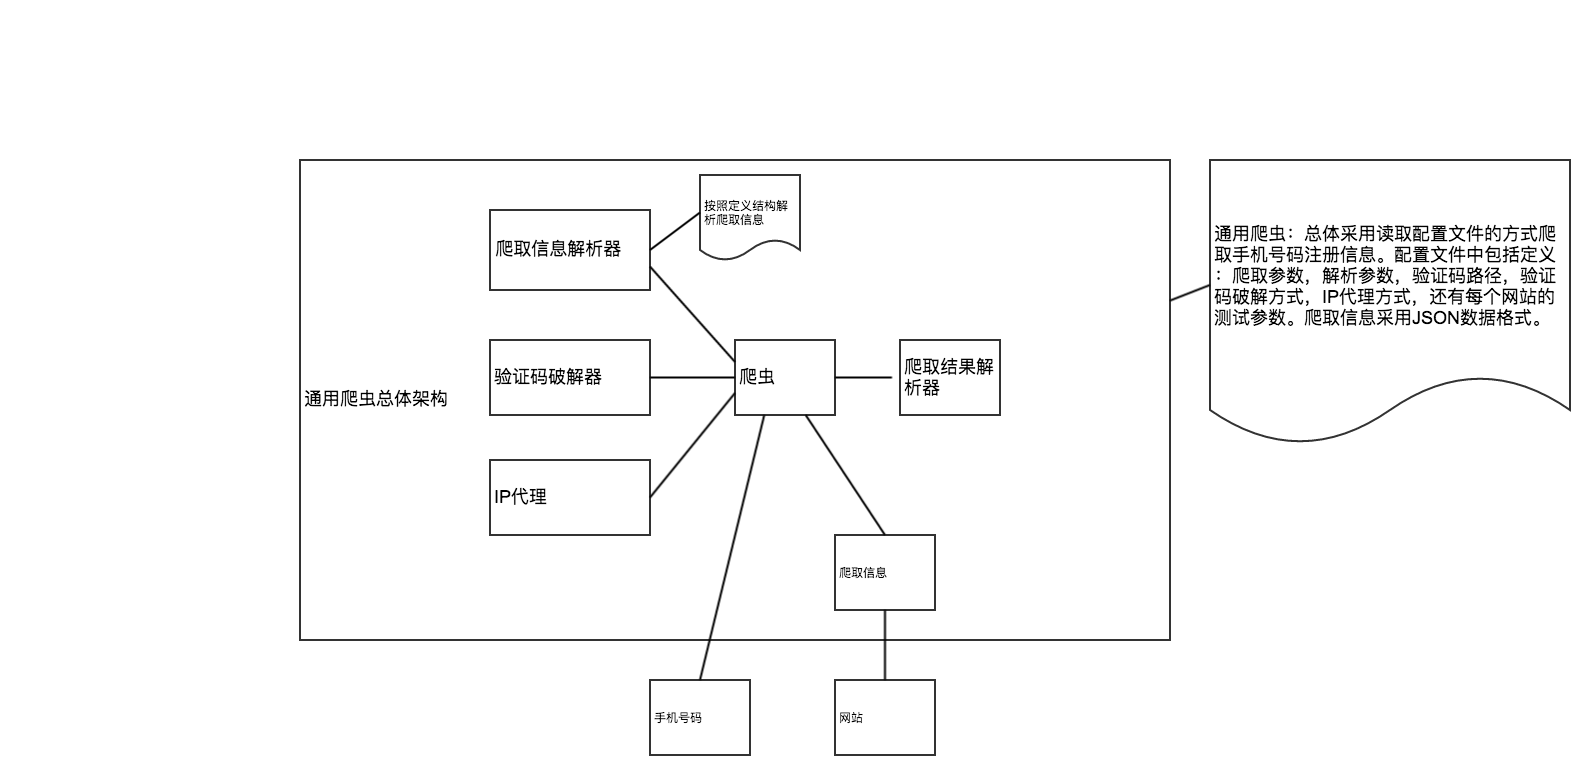 按照定义结构解
析爬取信息
爬取信息解析器
通用爬虫：总体采用读取配置文件的方式爬
取手机号码注册信息。配置文件中包括定义
：爬取参数，解析参数，验证码路径，验证
码破解方式，IP代理方式，还有每个网站的
测试参数。爬取信息采用JSON数据格式。
验证码破解器
爬虫
爬取结果解
析器
通用爬虫总体架构
IP代理
爬取信息
手机号码
网站